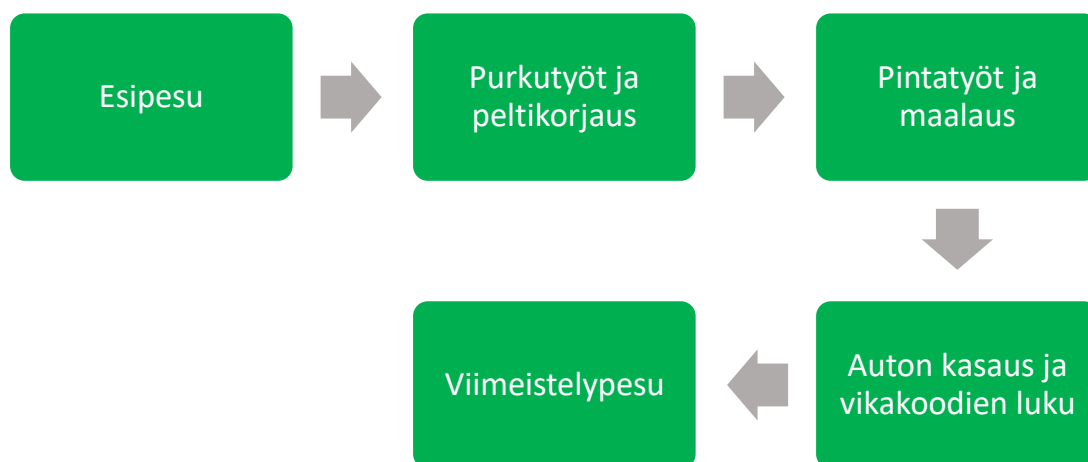 Esipesu
Purkutyöt ja
peltikorjaus
Pintatyöt ja
maalaus
Auton kasaus ja
vikakoodien luku
Viimeistelypesu